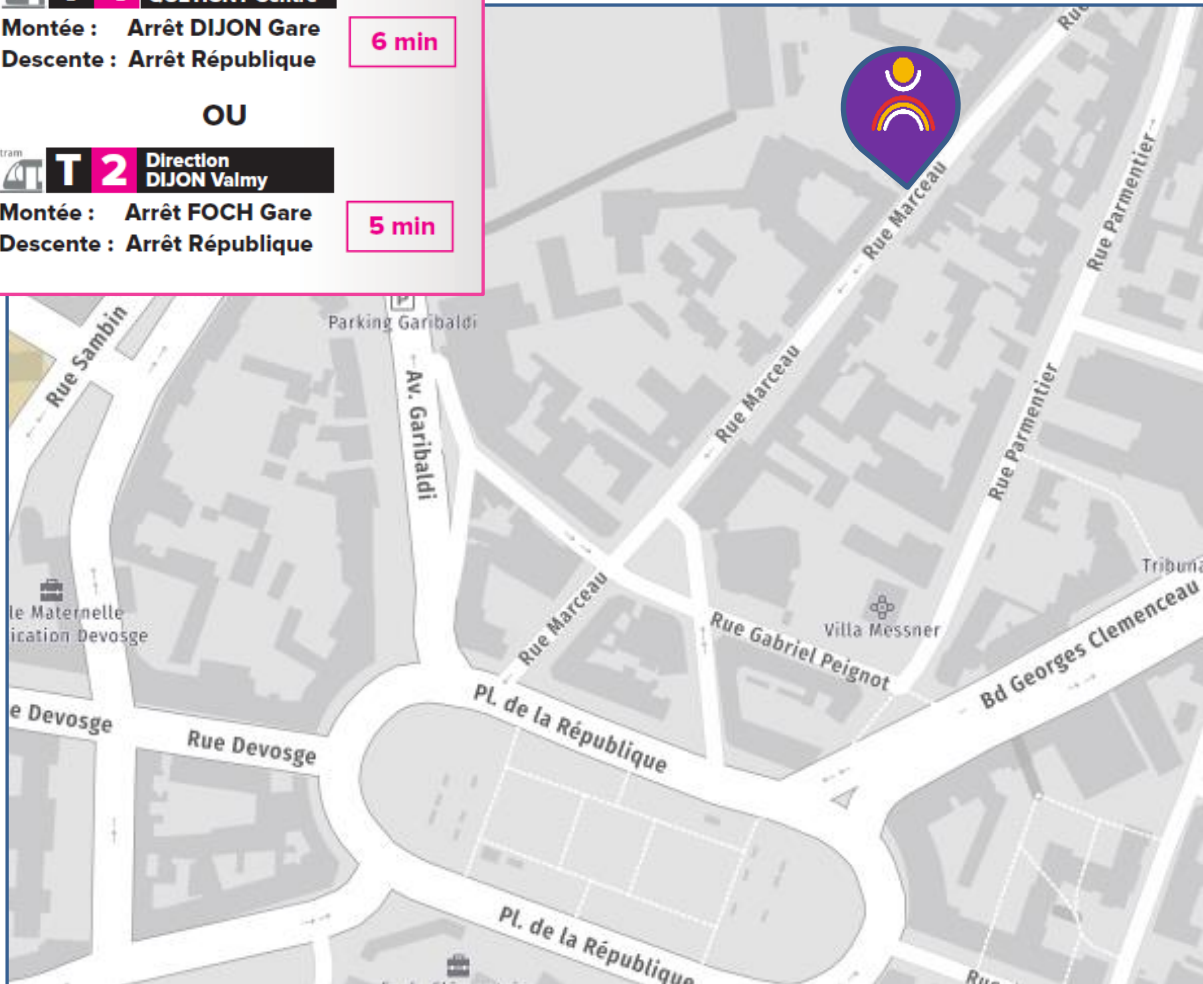 Montée : Arrêt DIJON Gare
6 min
Descente : Arrêt République
OU
tram T 2 Direction
DIJON Valmy
Montée : Arrêt FOCH Gare
5 min
Descente : Arrêt République
Rue
Rue Marceau
Rue Parmentier
Rue Sambin
P
Parking Garibaldi
Av. Garibaldi
Rue Marceau
Rue Parmentier
le Maternelle
ication Devosge
Rue Marceau
Rue Gabriel Peignot
Villa Messner
Tribuna
Bd Georges Clemenceau
e Devosge
Rue Devosge
Pl. de la République
Pl. de la République
Rue